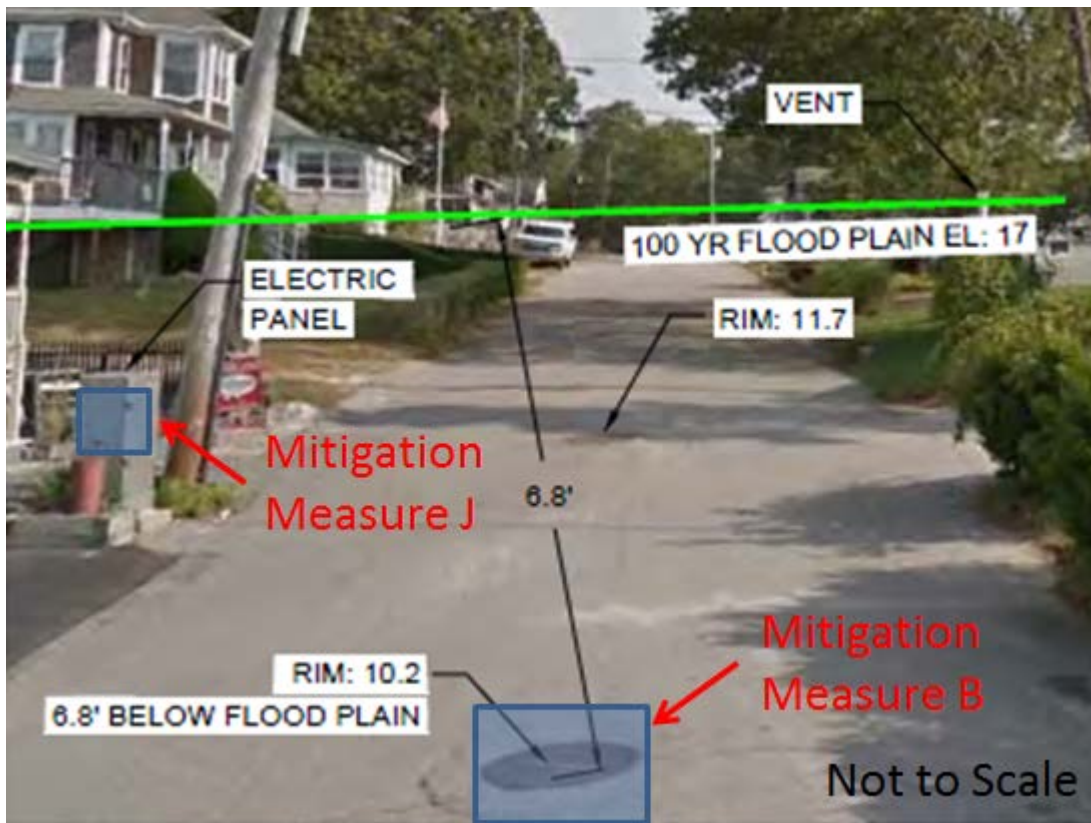 VENT
100 YR FLOOD PLAIN EL: 17
ELECTRIC
PANEL
RIM: 11.7
Mitigation
Measure J
6.8'
Mitigation
Measure B
RIM: 10.2
6.8' BELOW FLOOD PLAIN
Not to Scale